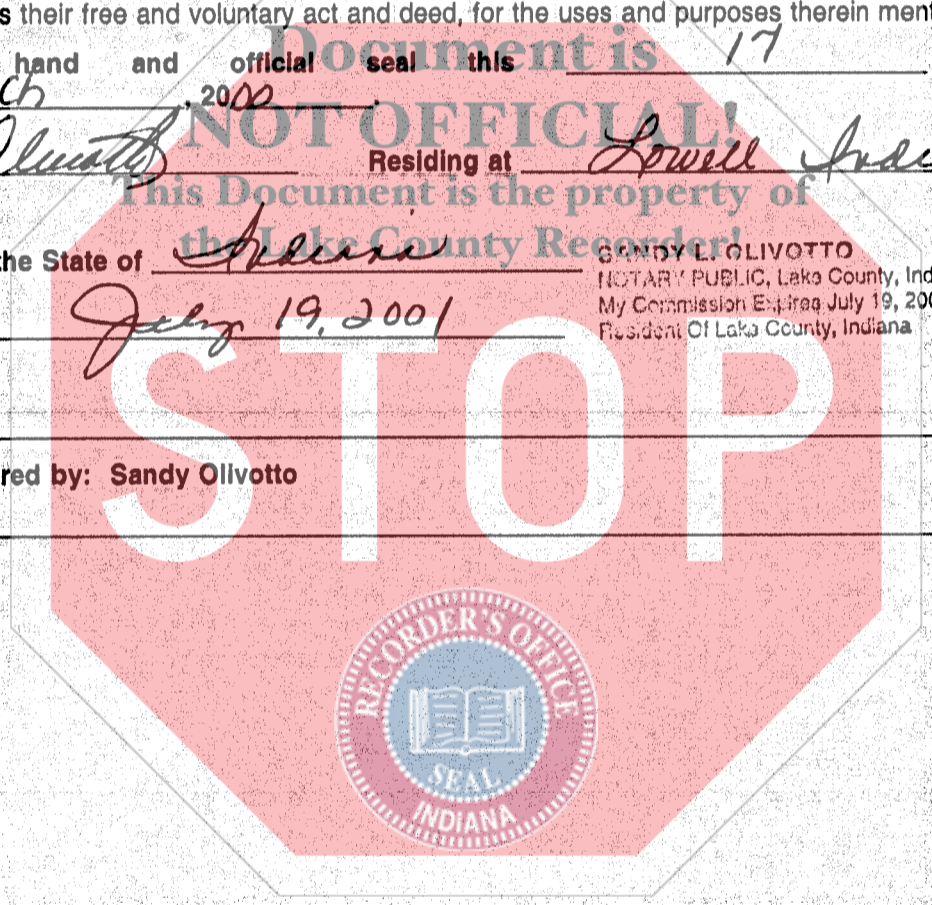 s their free and voluntary act and deed, for the uses and purposes therein ment
Document is
hand and official seal this 17
ch , 2000.
NOT OFFICIAL!
Olivotto Residing at Lowell Indi
This Document is the property of
the Lake County Recorder!
the State of Indiana
SANDY L. OLIVOTTO
NOTARY PUBLIC, Lake County, Ind
My Commission Expires July 19, 200
Resident Of Lake County, Indiana
July 19, 2001
STOP
red by: Sandy Olivotto
RECORDER'S OFFICE
SEAL
INDIANA